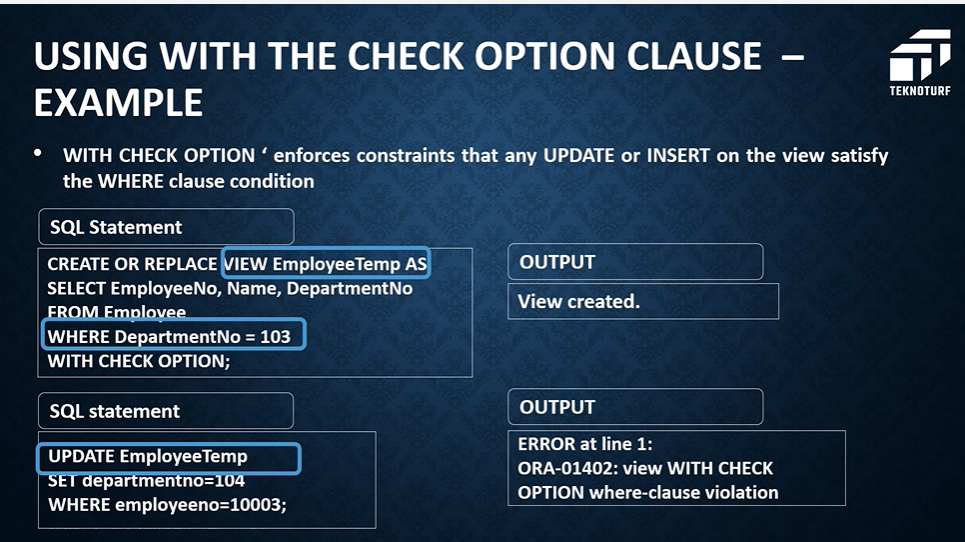 USING WITH THE CHECK OPTION CLAUSE –
EXAMPLE
TEKNOTURF
• WITH CHECK OPTION ‘ enforces constraints that any UPDATE or INSERT on the view satisfy
the WHERE clause condition
SQL Statement
CREATE OR REPLACE VIEW EmployeeTemp AS
SELECT EmployeeNo, Name, DepartmentNo
FROM Employee
WHERE DepartmentNo = 103
WITH CHECK OPTION;
OUTPUT
View created.
SQL statement
UPDATE EmployeeTemp
SET departmentno=104
WHERE employeeno=10003;
OUTPUT
ERROR at line 1:
ORA-01402: view WITH CHECK
OPTION where-clause violation